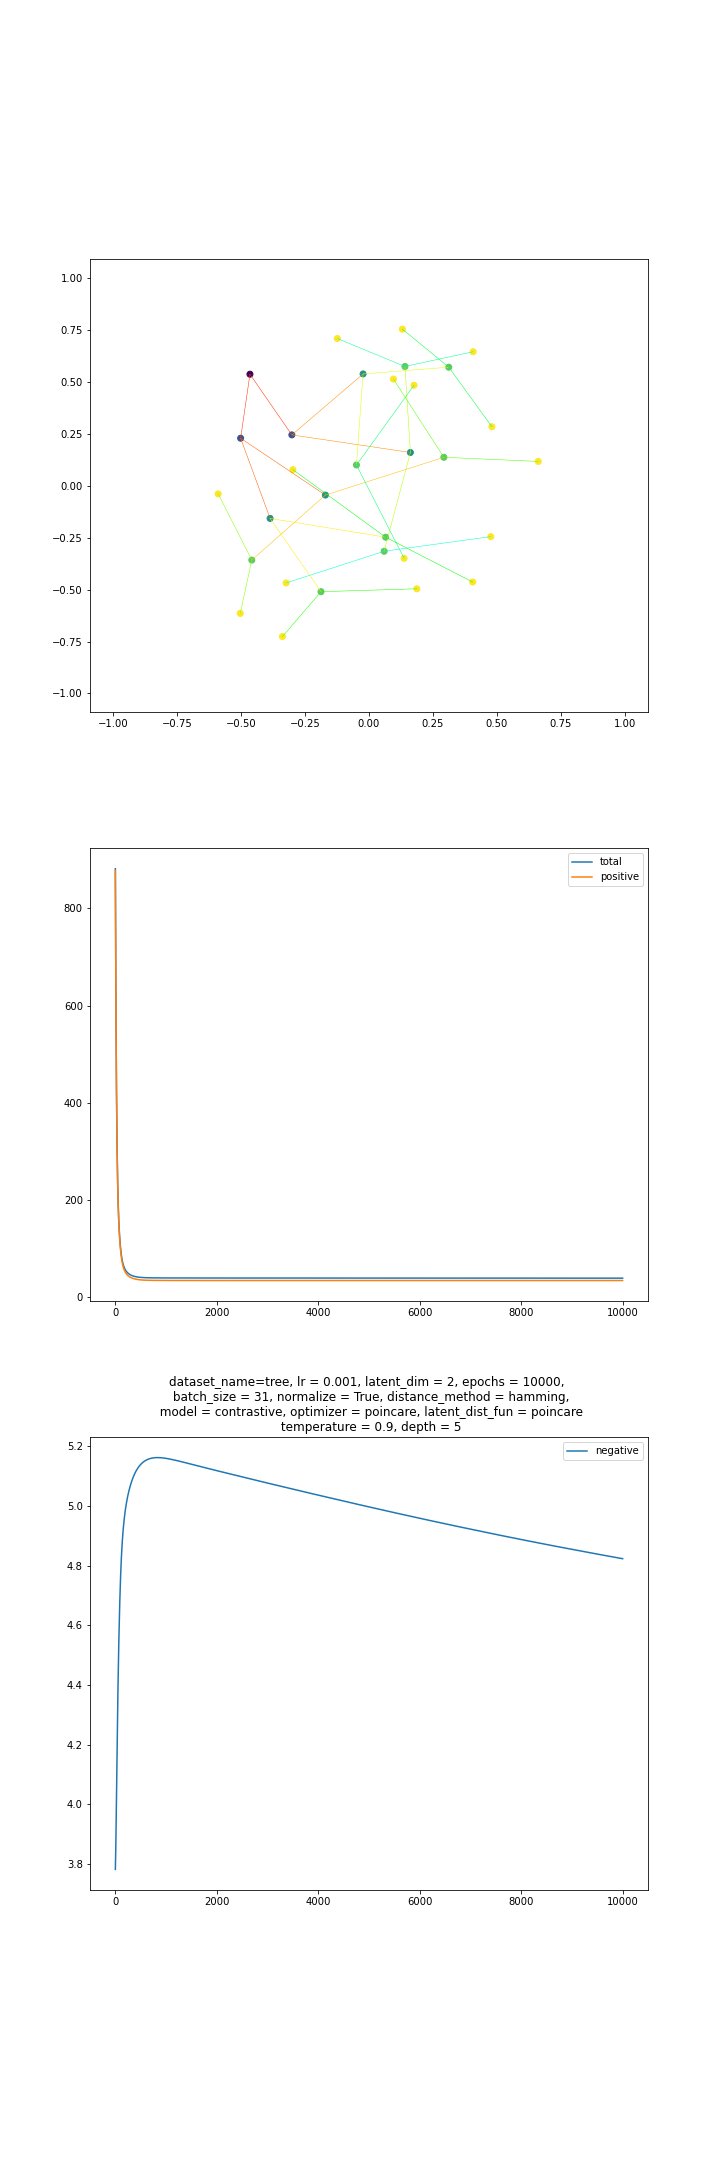 1.00
0.75
0.50
0.25
0.00
−0.25
−0.50
−0.75
−1.00
−1.00 −0.75 −0.50 −0.25 0.00 0.25 0.50 0.75 1.00
total
positive
800
600
400
200
0
0 2000 4000 6000 8000 10000
dataset_name=tree, lr = 0.001, latent_dim = 2, epochs = 10000,
batch_size = 31, normalize = True, distance_method = hamming,
model = contrastive, optimizer = poincare, latent_dist_fun = poincare
temperature = 0.9, depth = 5
negative
5.2
5.0
4.8
4.6
4.4
4.2
4.0
3.8
0 2000 4000 6000 8000 10000